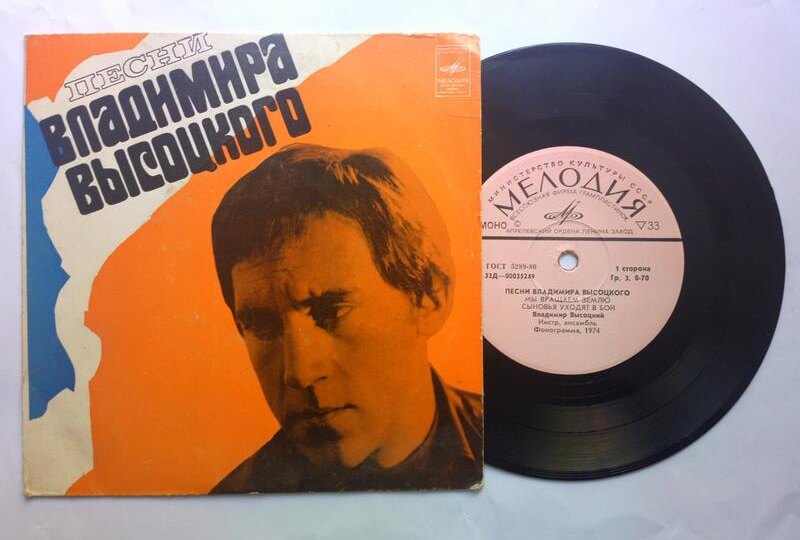 ПЕСНИ
ВЛАДИМИРА
ВЫСОЦКОГО
МЕЛОДИЯ
МИНИСТЕРСТВО КУЛЬТУРЫ СССР
МЕЛОДИЯ
ВСЕСОЮЗНАЯ ФИРМА ГРАМПЛАСТИНОК
МОНО
▽33
АПРЕЛЕВСКИЙ ОРДЕНА ЛЕНИНА ЗАВОД
ГОСТ 5289-80
1 сторона
33Д—00035249
Гр. 3. 0-70
ПЕСНИ ВЛАДИМИРА ВЫСОЦКОГО
МЫ ВРАЩАЕМ ЗЕМЛЮ
СЫНОВЬЯ УХОДЯТ В БОЙ
Владимир Высоцкий
Инстр. ансамбль
Фонограмма, 1974